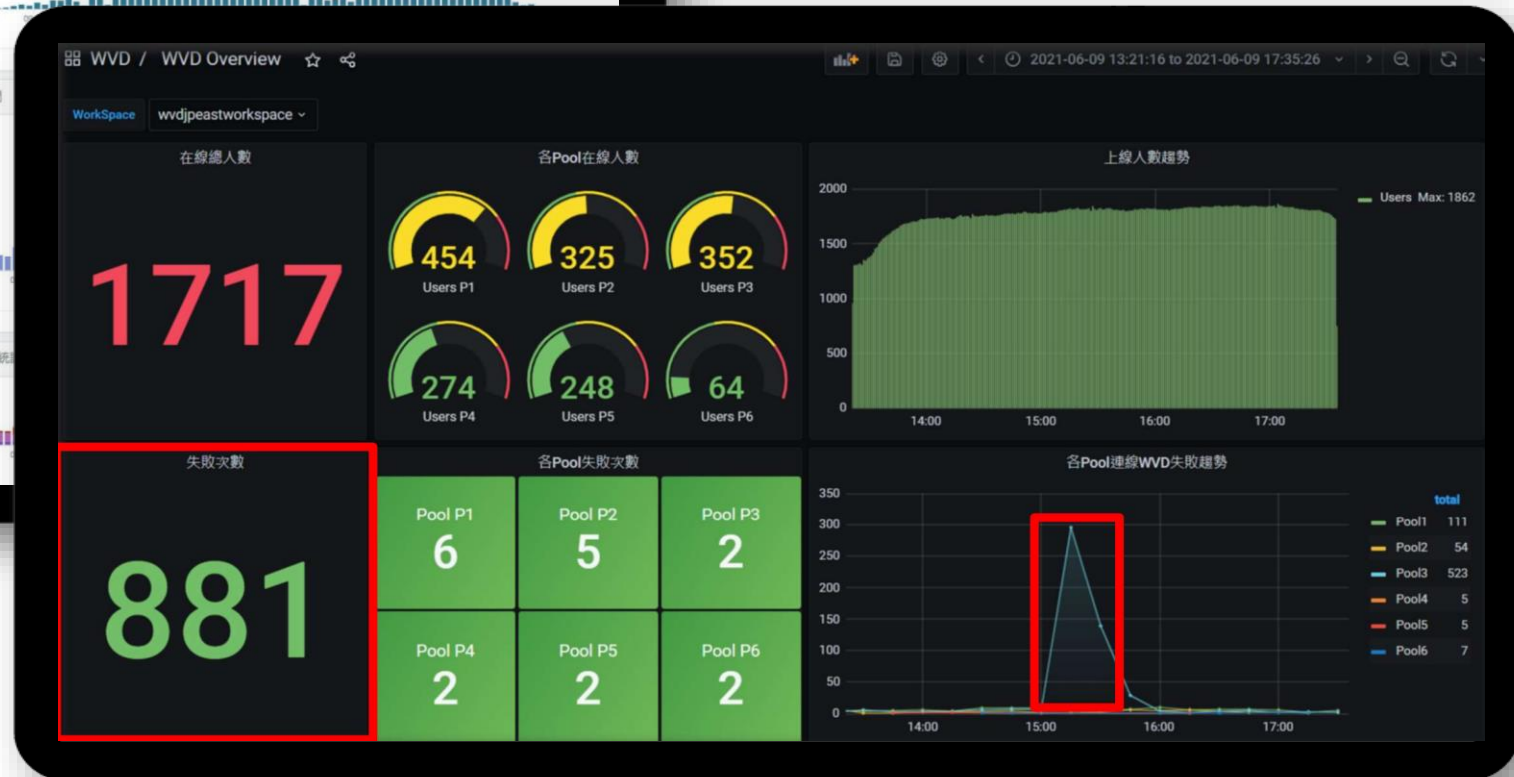 WVD / WVD Overview
2021-06-09 13:21:16 to 2021-06-09 17:35:26
WorkSpace wvdjpeastworkspace
在線總人數
1717
各Pool在線人數
454
Users P1
325
Users P2
352
Users P3
274
Users P4
248
Users P5
64
Users P6
上線人數趨勢
2000
1500
1000
500
0
14:00 15:00 16:00 17:00
Users Max: 1862
失敗次數
881
各Pool失敗次數
Pool P1
6
Pool P2
5
Pool P3
2
Pool P4
2
Pool P5
2
Pool P6
2
各Pool連線WVD失敗趨勢
350
300
250
200
150
100
50
0
14:00 15:00 16:00 17:00
total
Pool1 111
Pool2 54
Pool3 523
Pool4 5
Pool5 5
Pool6 7